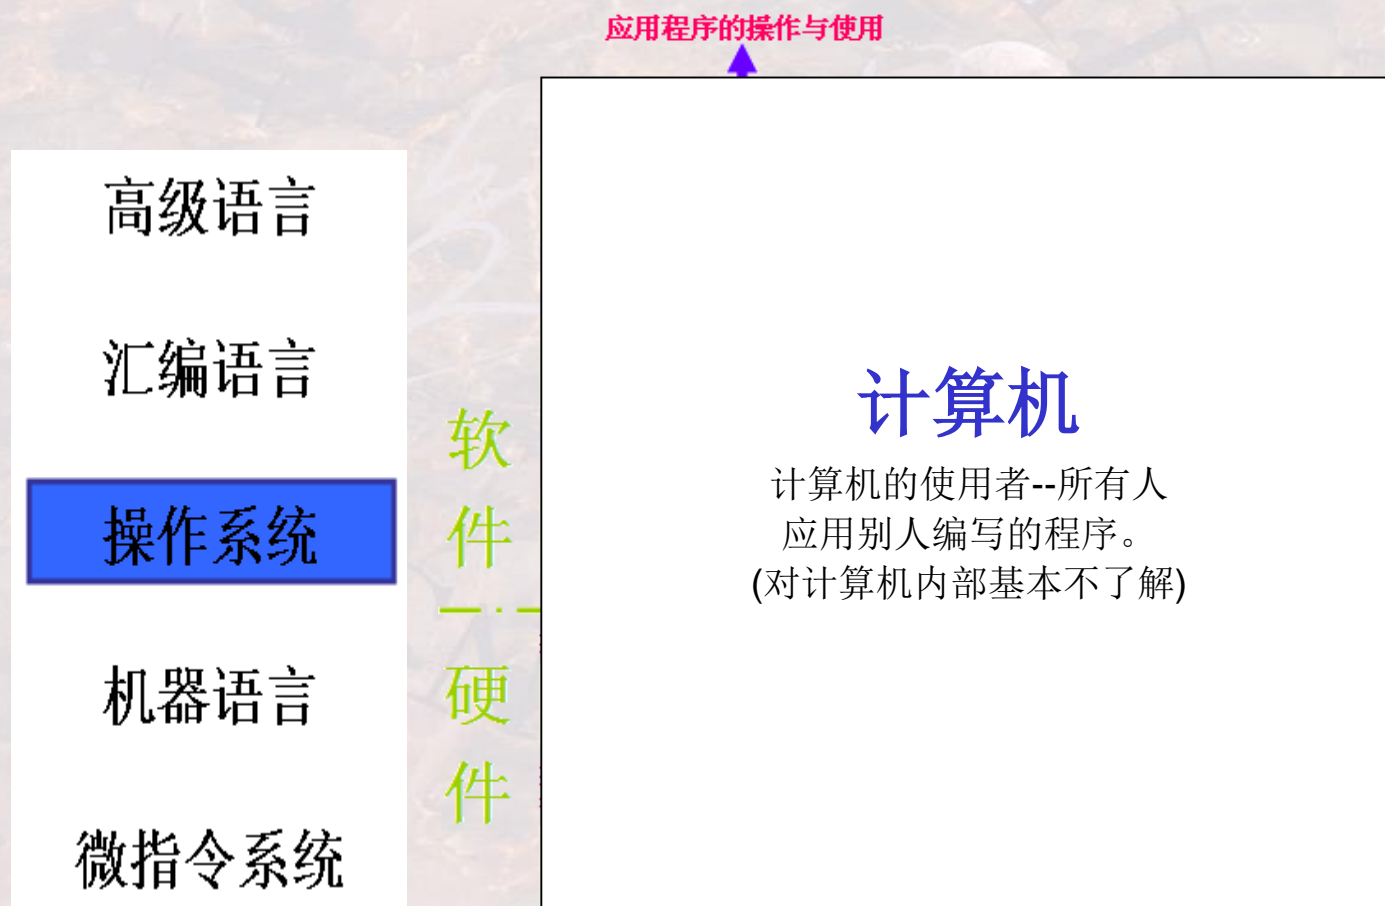 应用程序的操作与使用
高级语言
汇编语言
操作系统
机器语言
微指令系统
软
件
硬
件
计算机
计算机的使用者--所有人
应用别人编写的程序。
(对计算机内部基本不了解)